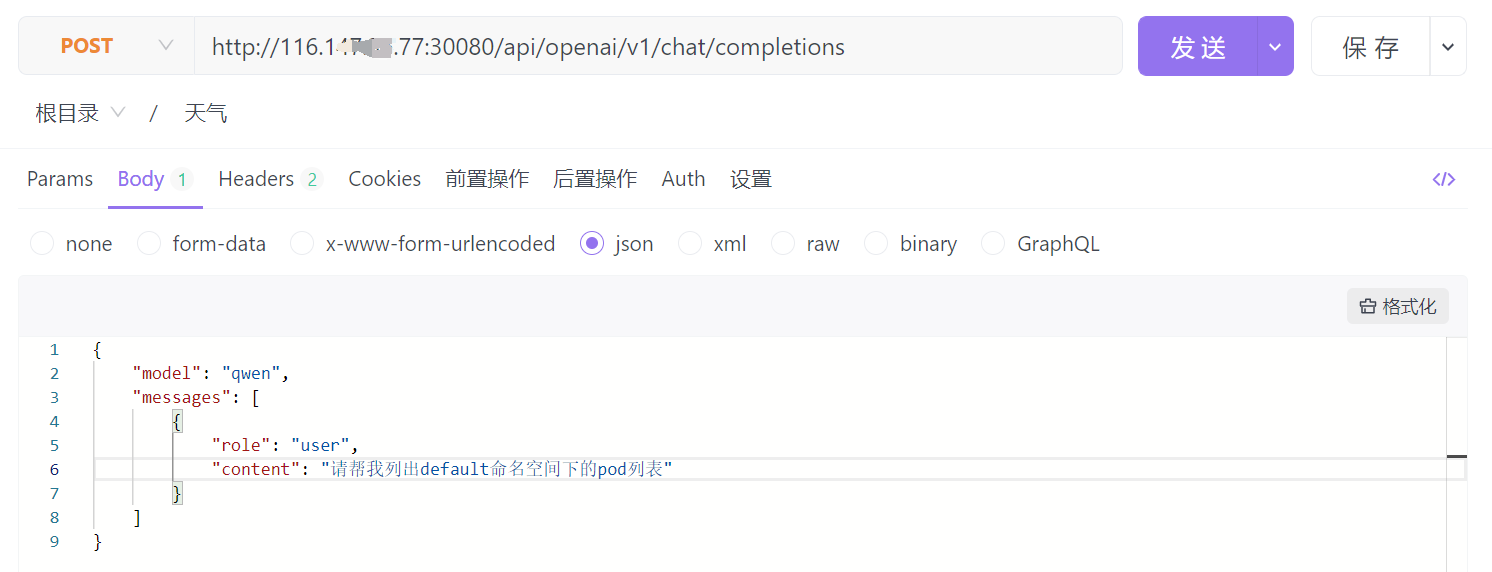 POST http://116.147 .77:30080/api/openai/v1/chat/completions 发送 保存
根目录 / 天气
Params Body 1 Headers 2 Cookies 前置操作 后置操作 Auth 设置 </>
none form-data x-www-form-urlencoded json xml raw binary GraphQL
格式化
1 {
2 "model": "qwen",
3 "messages": [
4 {
5 "role": "user",
6 "content": "请帮我列出default命名空间下的pod列表"
7 }
8 ]
9 }